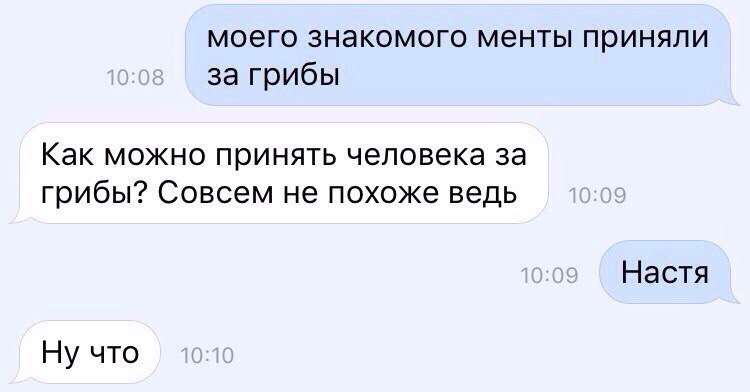 моего знакомого менты приняли
за грибы
10:08
Как можно принять человека за
грибы? Совсем не похоже ведь
10:09
10:09
Настя
Ну что
10:10